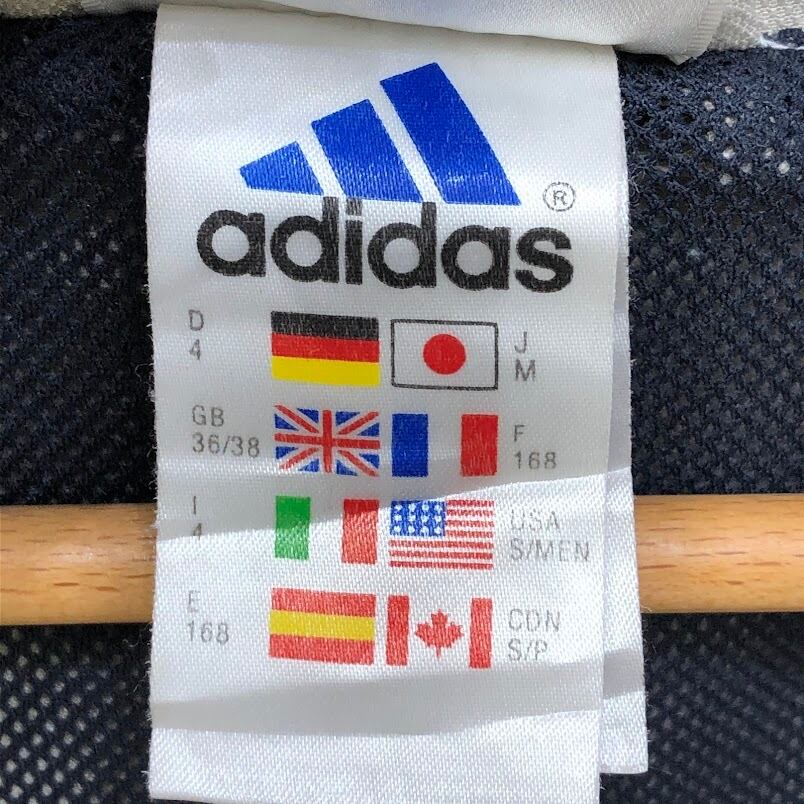 adidas ®
D
4
J
M
GB
36/38
F
168
I
4
USA
S/MEN
E
168
CDN
S/P